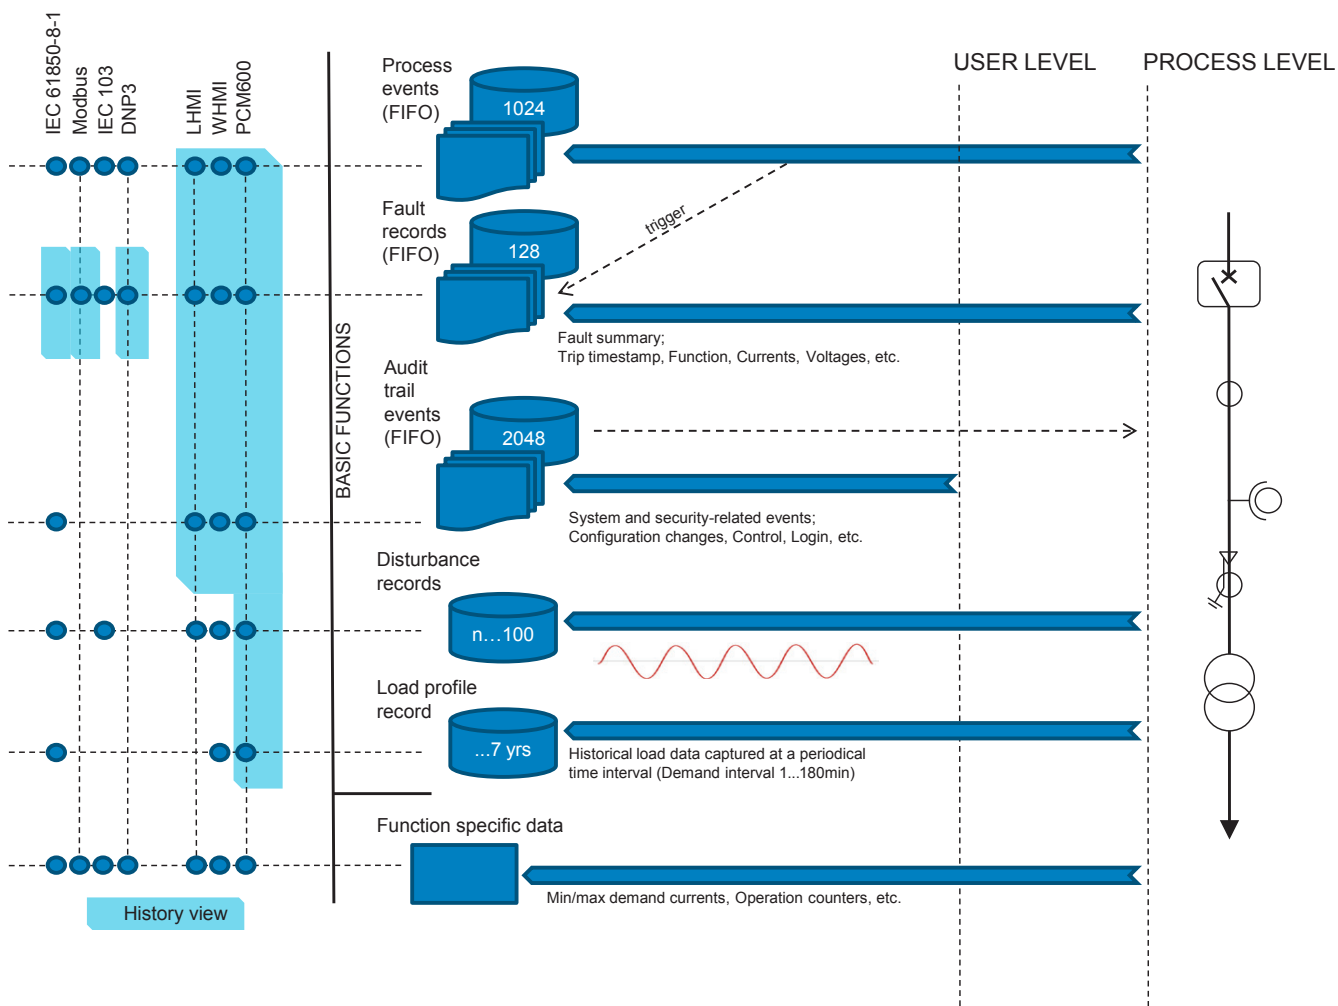 IEC 61850-8-1
Modbus
IEC 103
DNP3
LHMI
WHMI
PCM600
USER LEVEL
PROCESS LEVEL
BASIC FUNCTIONS
Process
events
(FIFO)
1024
trigger
Fault
records
(FIFO)
128
Fault summary;
Trip timestamp, Function, Currents, Voltages, etc.
Audit
trail
events
(FIFO)
2048
System and security-related events;
Configuration changes, Control, Login, etc.
Disturbance
records
n...100
Load profile
record
...7 yrs
Historical load data captured at a periodical
time interval (Demand interval 1...180min)
Function specific data
Min/max demand currents, Operation counters, etc.
History view